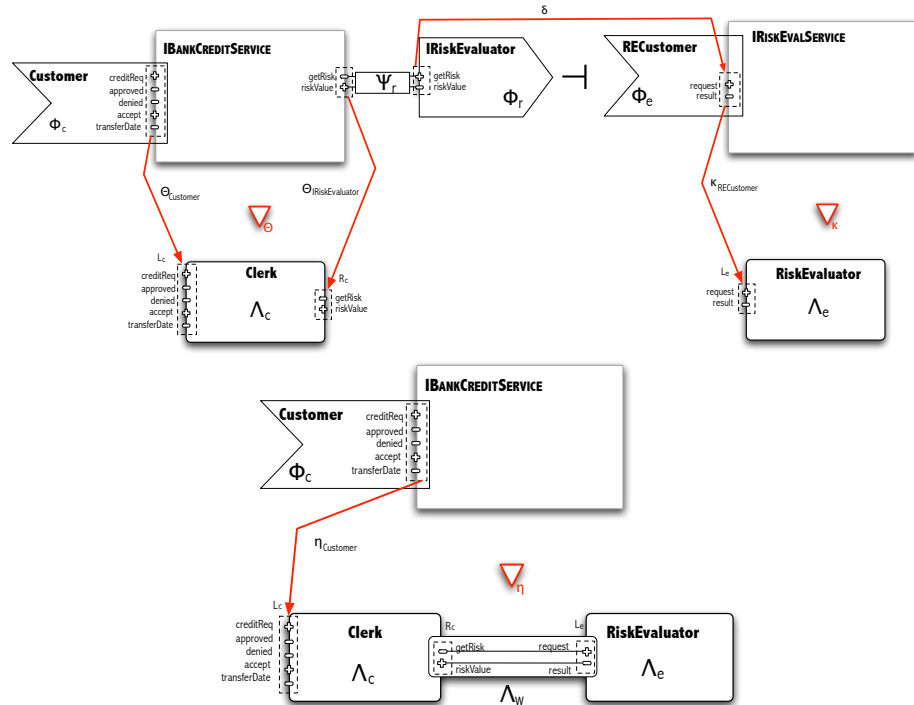 δ
IBANKCREDITSERVICE
IRiskEvaluator
RECustomer
IRISKEVALSERVICE
Customer
creditReq
approved
denied
accept
transferDate
Φc
getRisk
riskValue
Ψr
getRisk
riskValue
Φr
request
result
Φe
ΘCustomer
ΘIRiskEvaluator
κRECustomer
Θ
κ
Lc
Clerk
Rc
creditReq
approved
denied
accept
transferDate
Λc
getRisk
riskValue
Le
RiskEvaluator
request
result
Λe
IBANKCREDITSERVICE
Customer
creditReq
approved
denied
accept
transferDate
Φc
ηCustomer
η
Lc
Clerk
Rc
Le
RiskEvaluator
creditReq
approved
denied
accept
transferDate
Λc
getRisk
request
riskValue
result
Λe
Λw